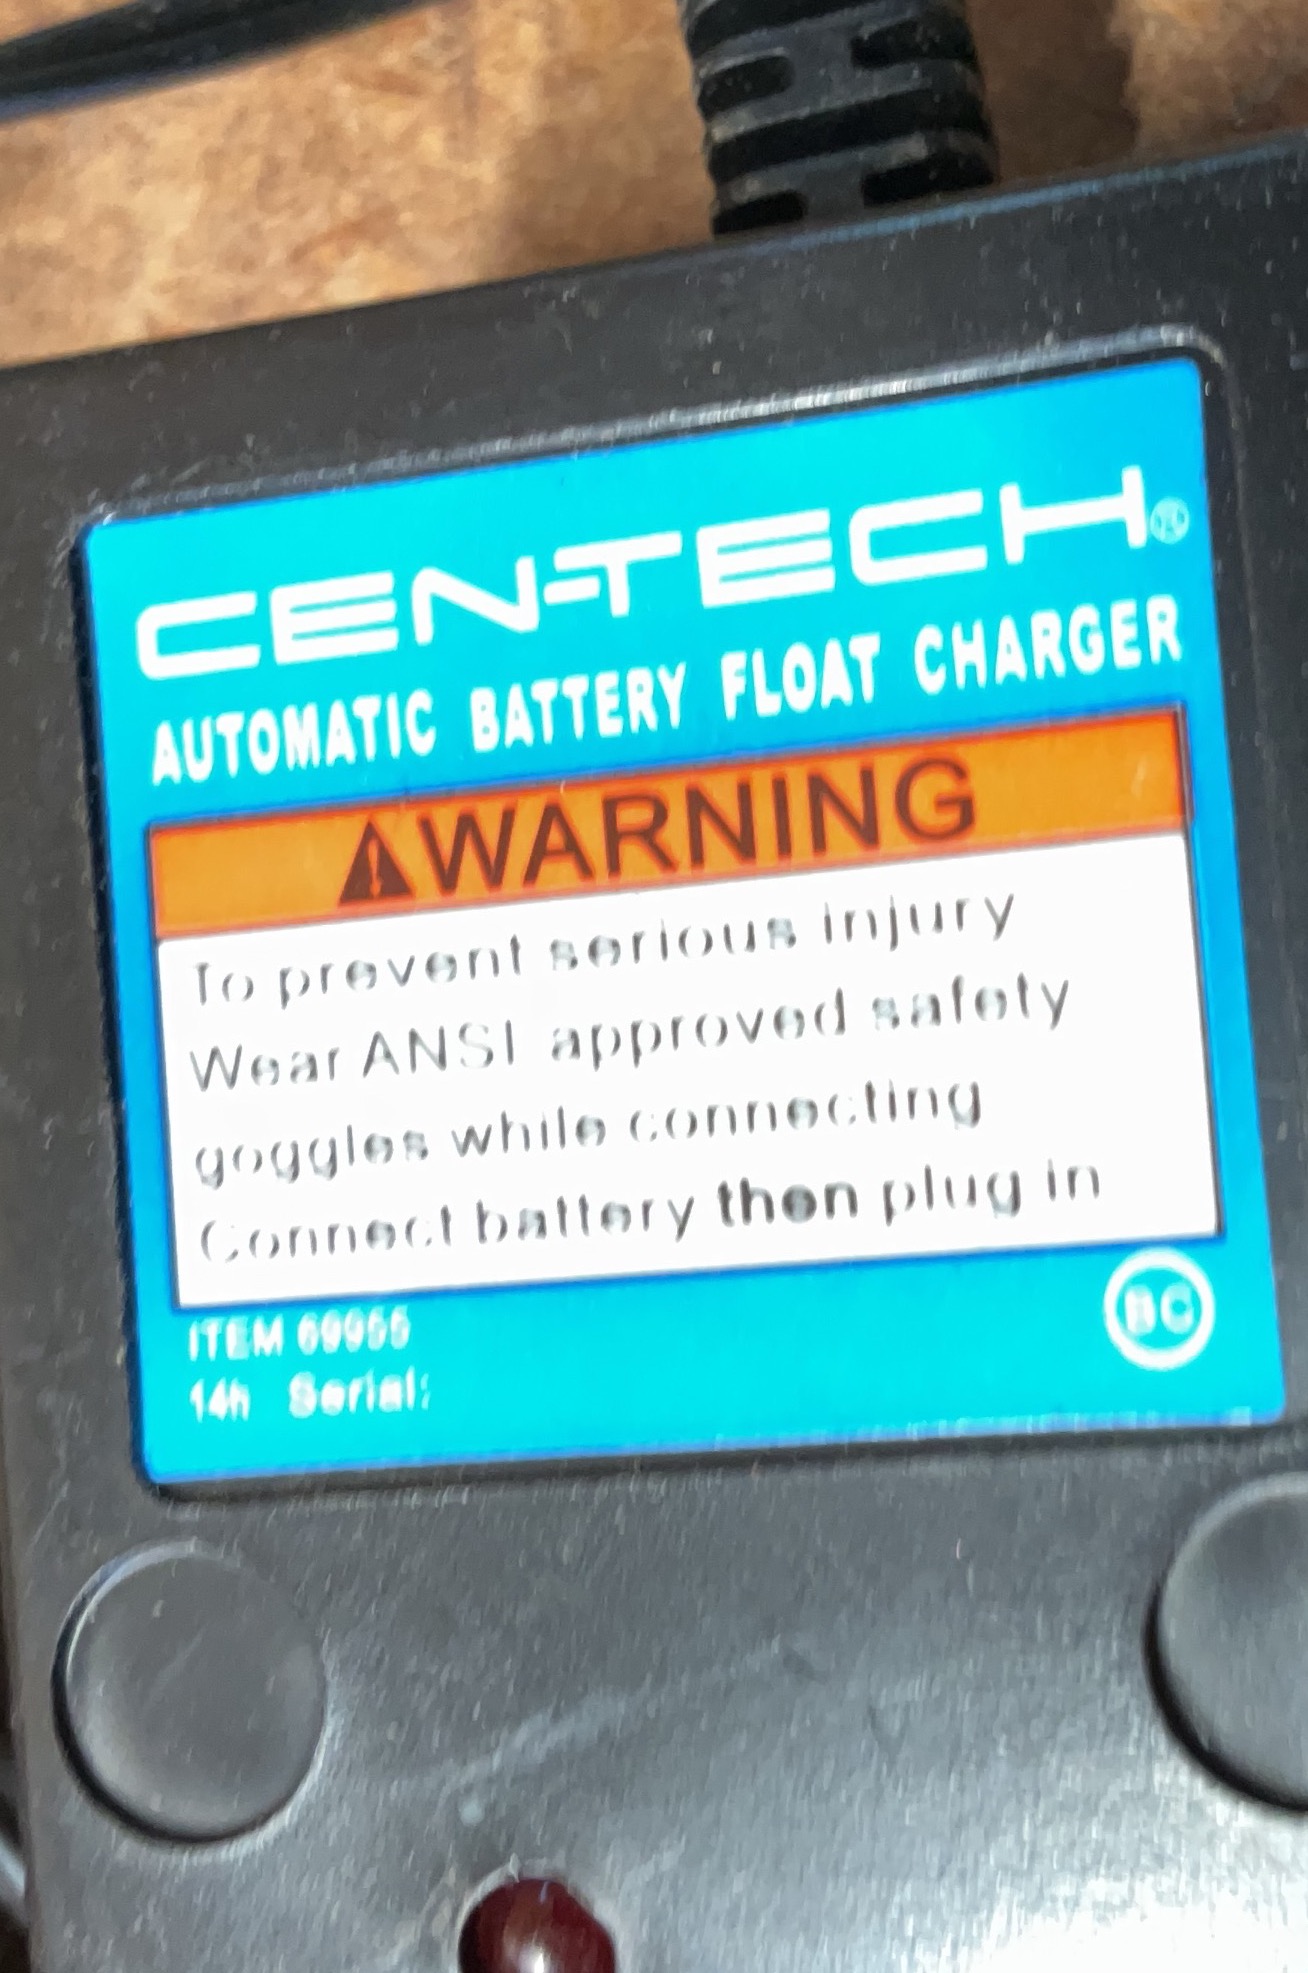 CEN-TECH®
AUTOMATIC BATTERY FLOAT CHARGER
WARNING
To prevent serious injury
Wear ANSI approved safety
goggles while connecting
Connect battery then plug in
ITEM 69955
14h Serial:
BC